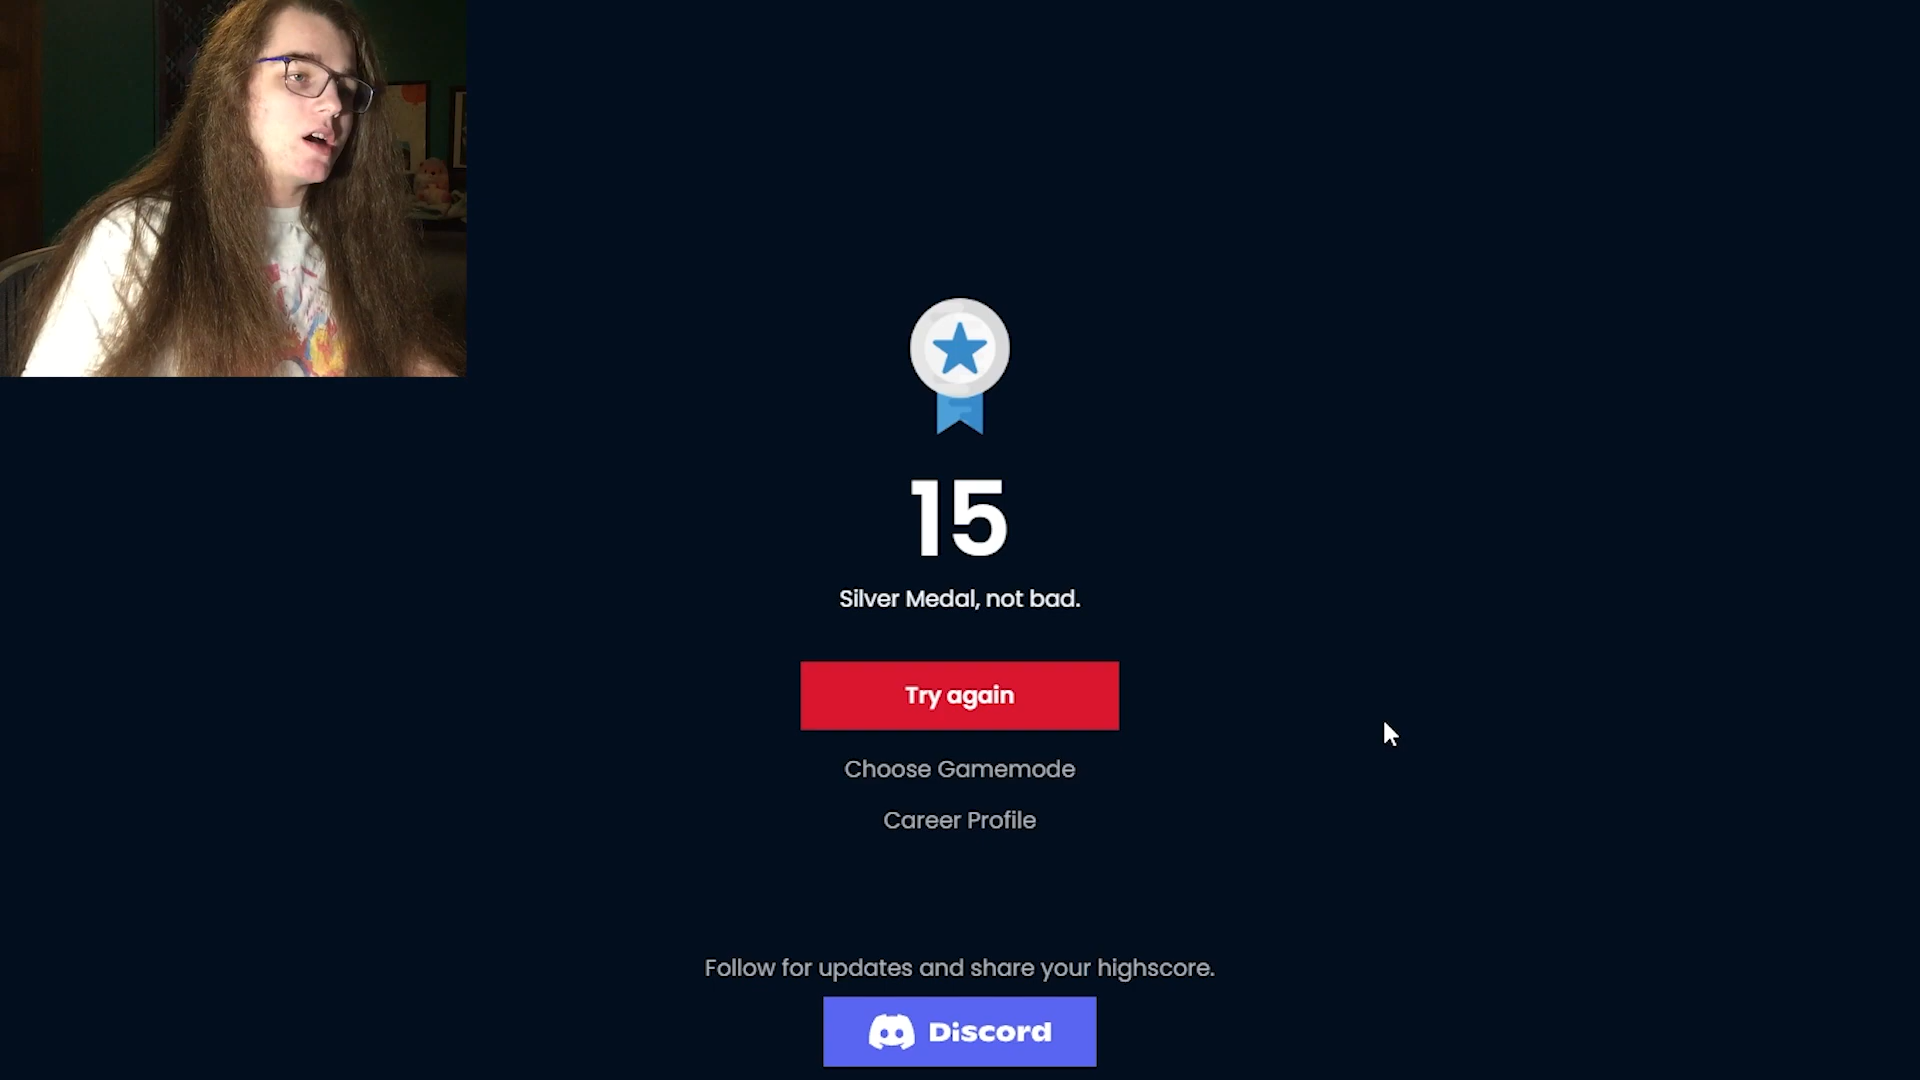 15
Silver Medal, not bad.
Try again
Choose Gamemode
Career Profile
Follow for updates and share your highscore.
Discord